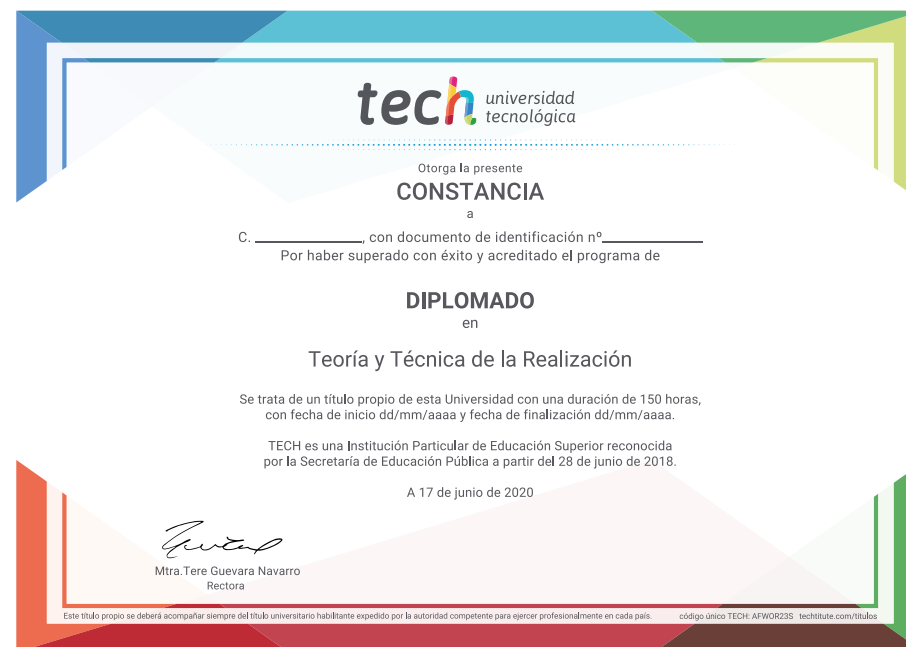 tech universidad
tecnológica
Otorga la presente
CONSTANCIA
a
C. ____________, con documento de identificación nº____________
Por haber superado con éxito y acreditado el programa de
DIPLOMADO
en
Teoría y Técnica de la Realización
Se trata de un título propio de esta Universidad con una duración de 150 horas,
con fecha de inicio dd/mm/aaaa y fecha de finalización dd/mm/aaaa.
TECH es una Institución Particular de Educación Superior reconocida
por la Secretaría de Educación Pública a partir del 28 de junio de 2018.
A 17 de junio de 2020
Mtra.Tere Guevara Navarro
Rectora
Este título propio se deberá acompañar siempre del título universitario habilitante expedido por la autoridad competente para ejercer profesionalmente en cada país. código único TECH: AFWOR23S techtitute.com/titulos